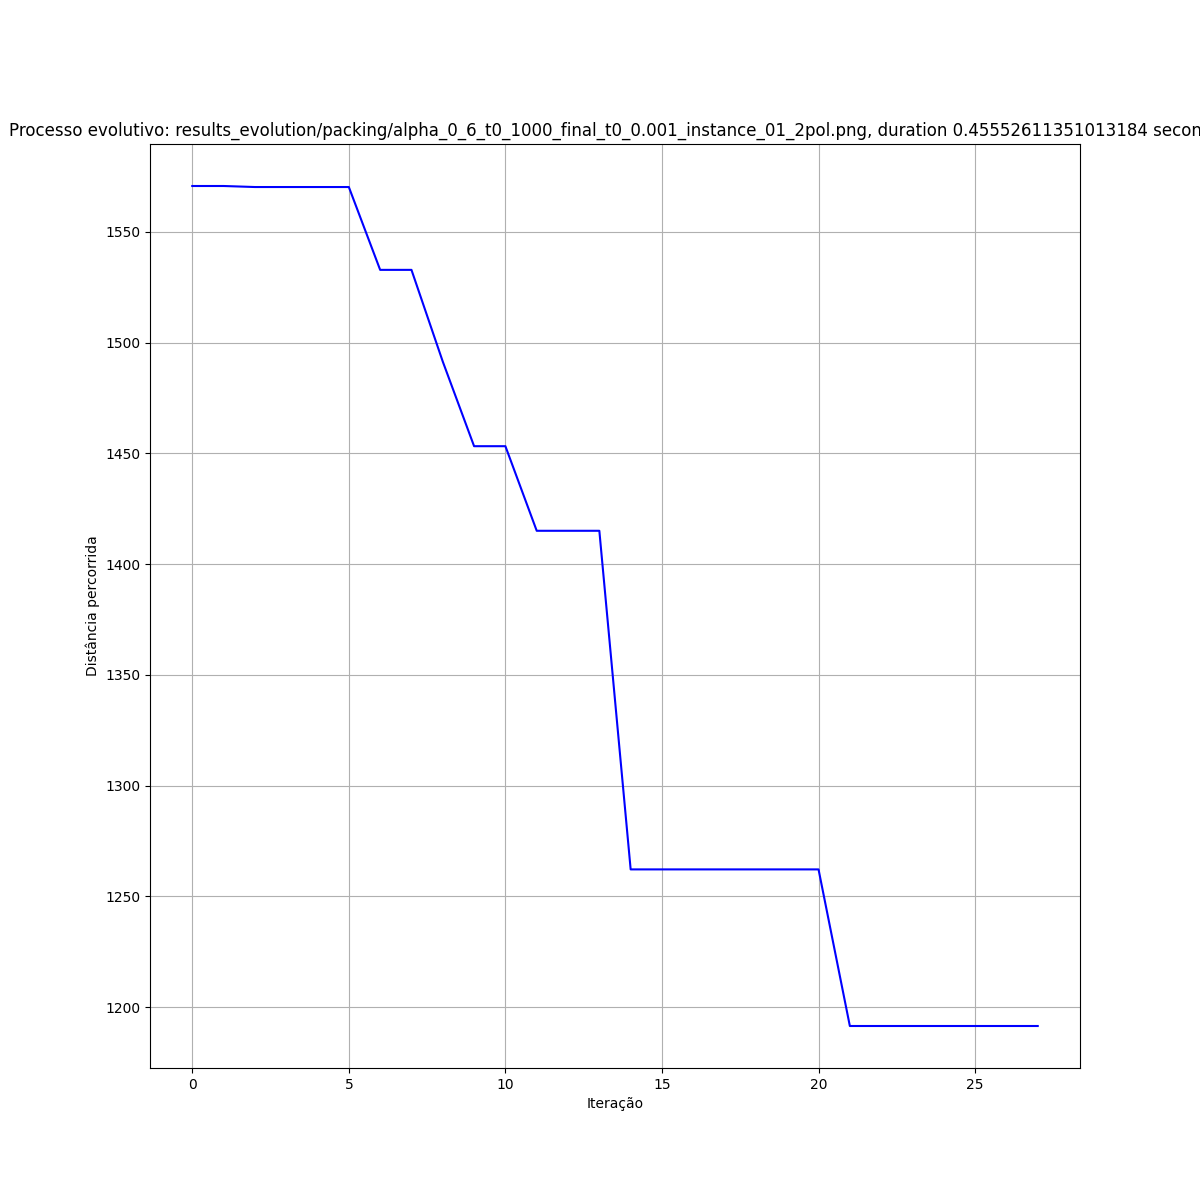 Processo evolutivo: results_evolution/packing/alpha_0_6_t0_1000_final_t0_0.001_instance_01_2pol.png, duration 0.45552611351013184 secon
1550
1500
1450
1400
1350
1300
1250
1200
Distância percorrida
0 5 10 15 20 25
Iteração